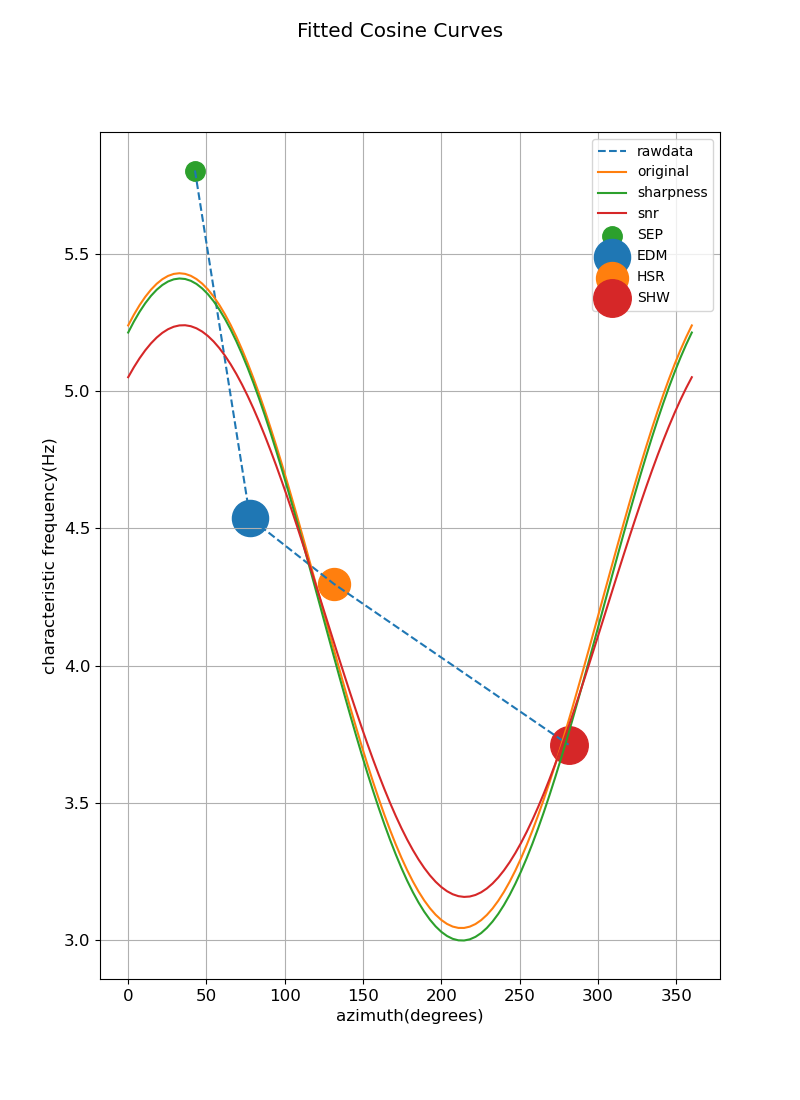 Fitted Cosine Curves
rawdata
original
sharpness
snr
SEP
EDM
HSR
SHW
characteristic frequency(Hz)
5.5
5.0
4.5
4.0
3.5
3.0
0 50 100 150 200 250 300 350
azimuth(degrees)